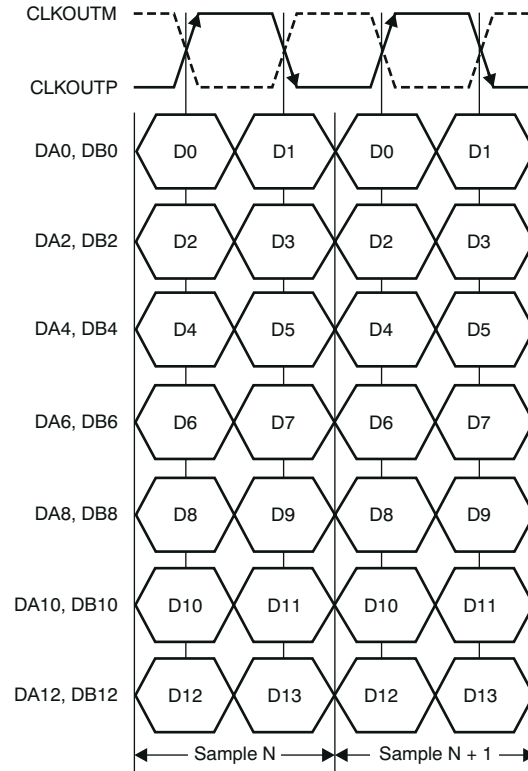 CLKOUTM
CLKOUTP
DA0, DB0 D0 D1 D0 D1
DA2, DB2 D2 D3 D2 D3
DA4, DB4 D4 D5 D4 D5
DA6, DB6 D6 D7 D6 D7
DA8, DB8 D8 D9 D8 D9
DA10, DB10 D10 D11 D10 D11
DA12, DB12 D12 D13 D12 D13
Sample N Sample N + 1